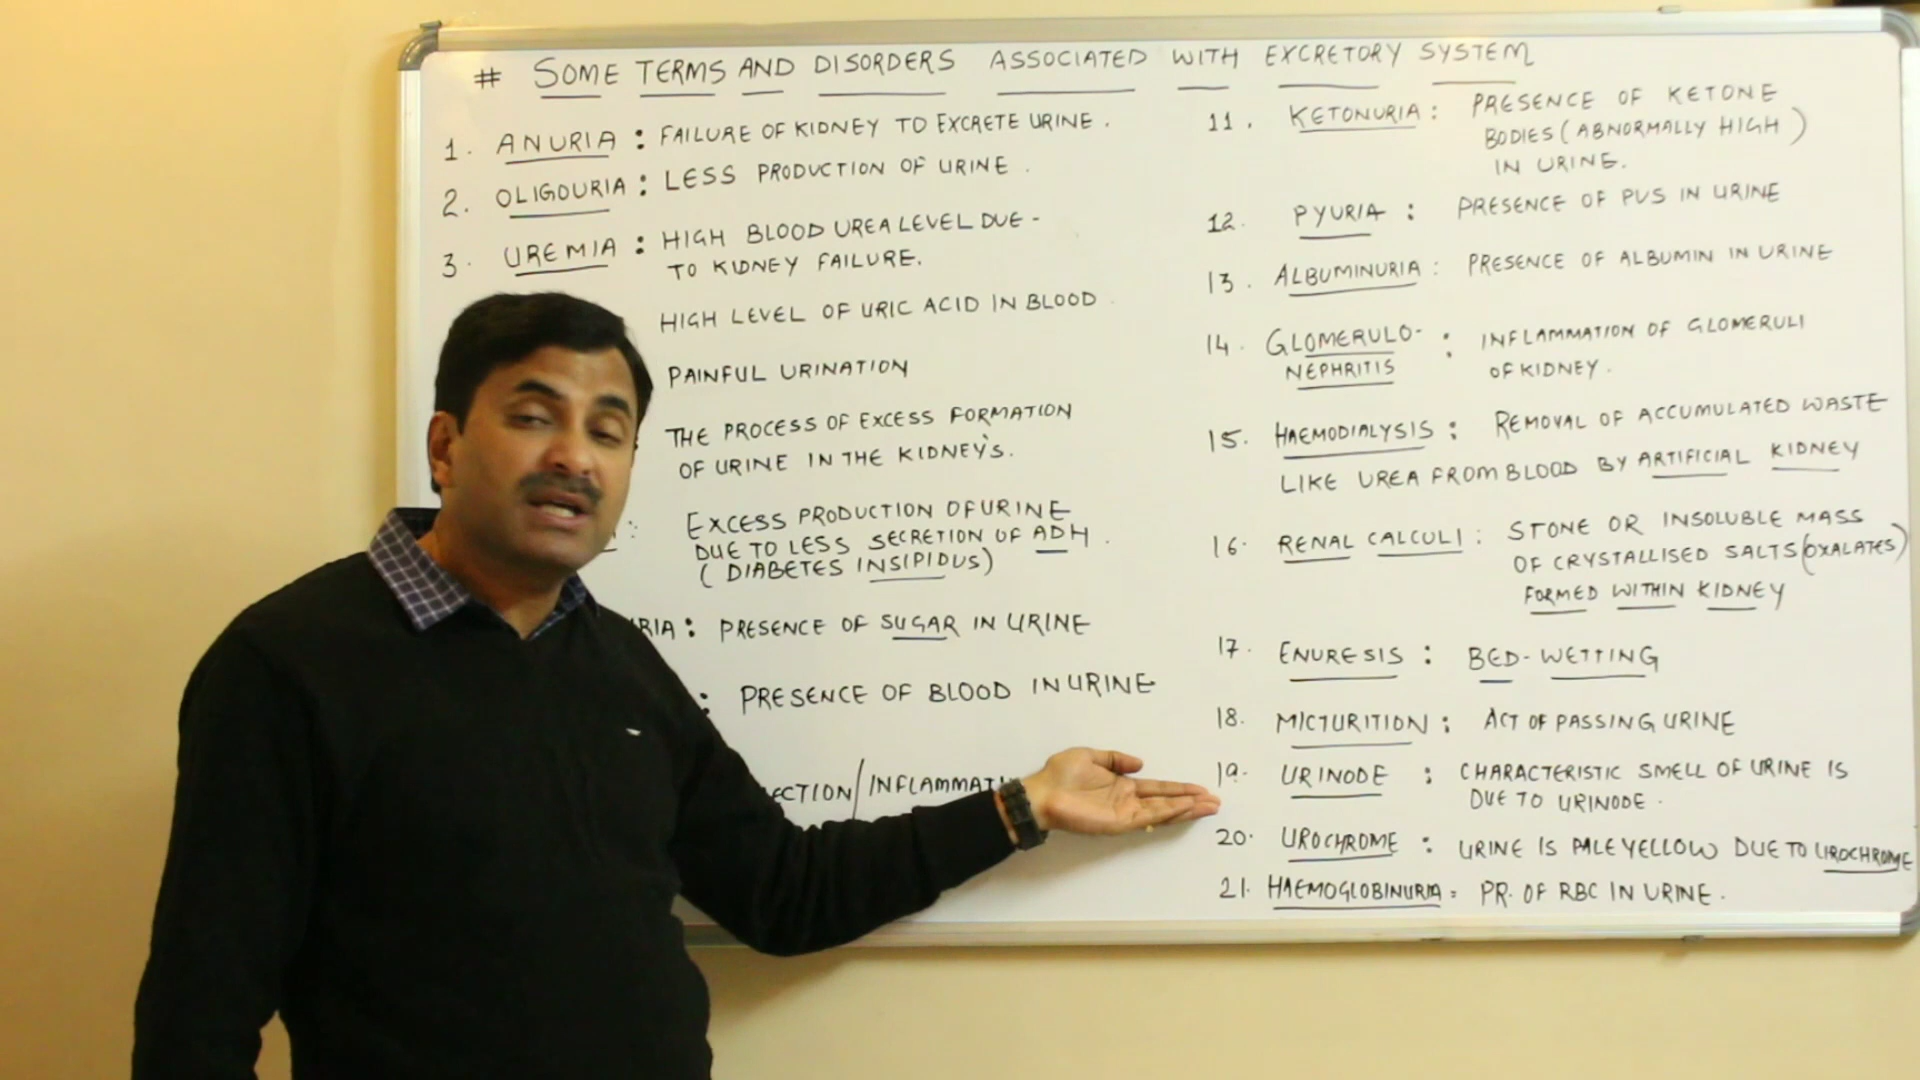 # SOME TERMS AND DISORDERS ASSOCIATED WITH EXCRETORY SYSTEM
1. ANURIA : FAILURE OF KIDNEY TO EXCRETE URINE .
2. OLIGOURIA : LESS PRODUCTION OF URINE .
3. UREMIA : HIGH BLOOD UREA LEVEL DUE -
TO KIDNEY FAILURE.
HIGH LEVEL OF URIC ACID IN BLOOD .
PAINFUL URINATION
: THE PROCESS OF EXCESS FORMATION
OF URINE IN THE KIDNEY'S.
: EXCESS PRODUCTION OF URINE
DUE TO LESS SECRETION OF ADH .
( DIABETES INSIPIDUS)
RIA : PRESENCE OF SUGAR IN URINE
: PRESENCE OF BLOOD IN URINE
ECTION/INFLAMMAT
11. KETONURIA : PRESENCE OF KETONE
BODIES (ABNORMALLY HIGH )
IN URINE.
12. PYURIA : PRESENCE OF PUS IN URINE
13. ALBUMINURIA : PRESENCE OF ALBUMIN IN URINE
14. GLOMERULO- : INFLAMMATION OF GLOMERULI
NEPHRITIS OF KIDNEY.
15. HAEMODIALYSIS : REMOVAL OF ACCUMULATED WASTE
LIKE UREA FROM BLOOD BY ARTIFICIAL KIDNEY
16. RENAL CALCULI : STONE OR INSOLUBLE MASS
OF CRYSTALLISED SALTS (OXALATES)
FORMED WITHIN KIDNEY
17. ENURESIS : BED-WETTING
18. MICTURITION : ACT OF PASSING URINE
19. URINODE : CHARACTERISTIC SMELL OF URINE IS
DUE TO URINODE .
20. UROCHROME : URINE IS PALE YELLOW DUE TO UROCHROME
21. HAEMOGLOBINURIA : PR. OF RBC IN URINE .